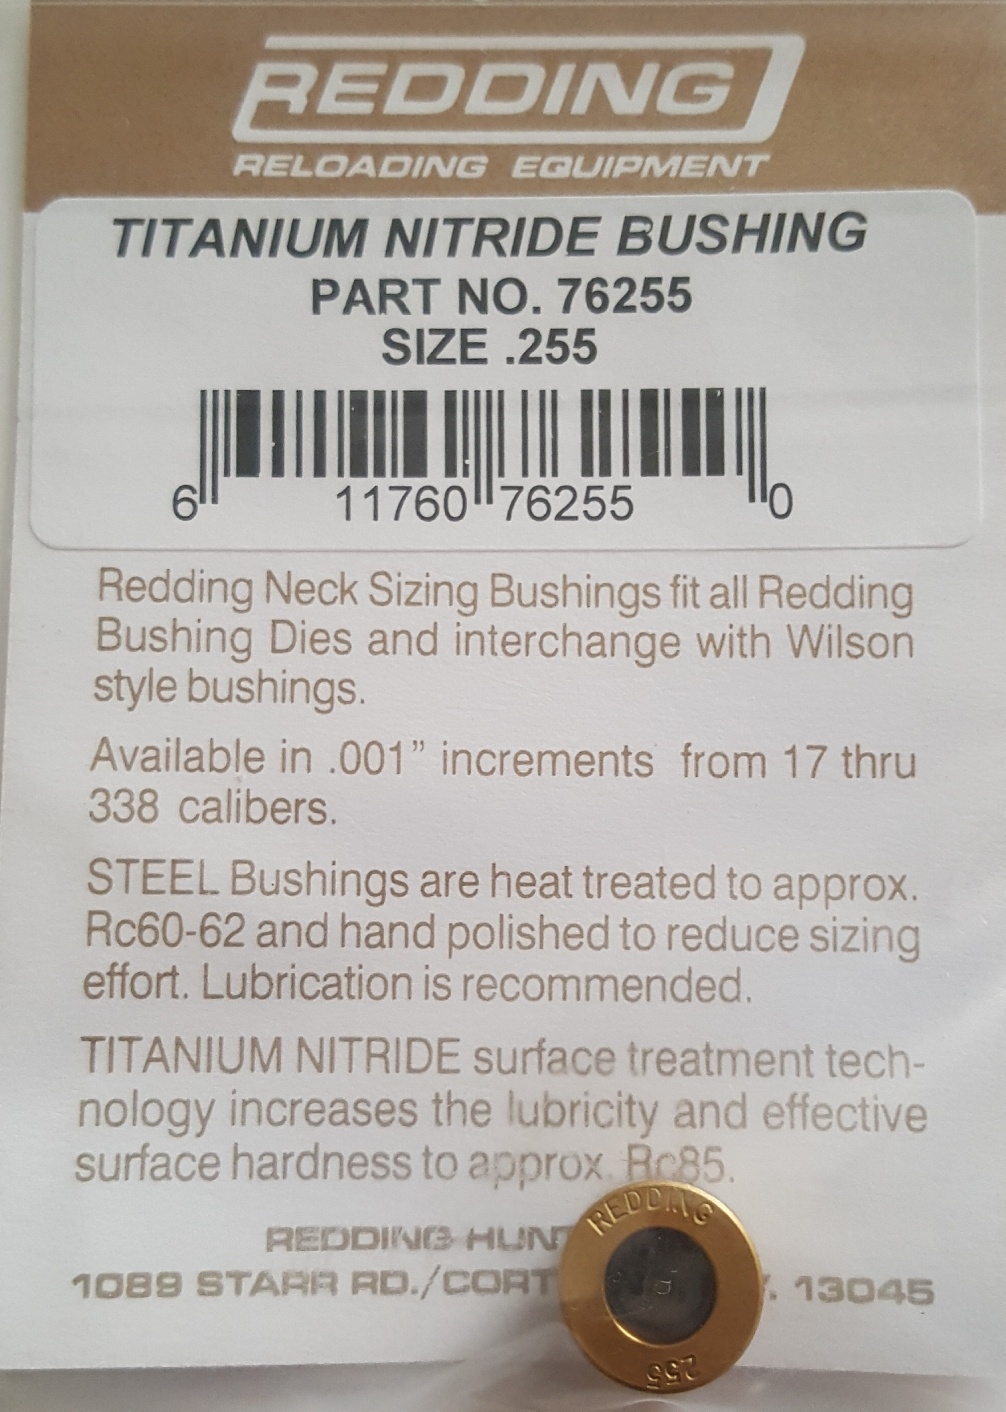 REDDING
RELOADING EQUIPMENT
TITANIUM NITRIDE BUSHING
PART NO. 76255
SIZE .255
6 11760 76255 0
Redding Neck Sizing Bushings fit all Redding
Bushing Dies and interchange with Wilson
style bushings.
Available in .001” increments from 17 thru
338 calibers.
STEEL Bushings are heat treated to approx.
Rc60-62 and hand polished to reduce sizing
effort. Lubrication is recommended.
TITANIUM NITRIDE surface treatment tech-
nology increases the lubricity and effective
surface hardness to approx. Rc85.
REDDING
REDDING HUN
1089 STARR RD./CORT . 13045
255